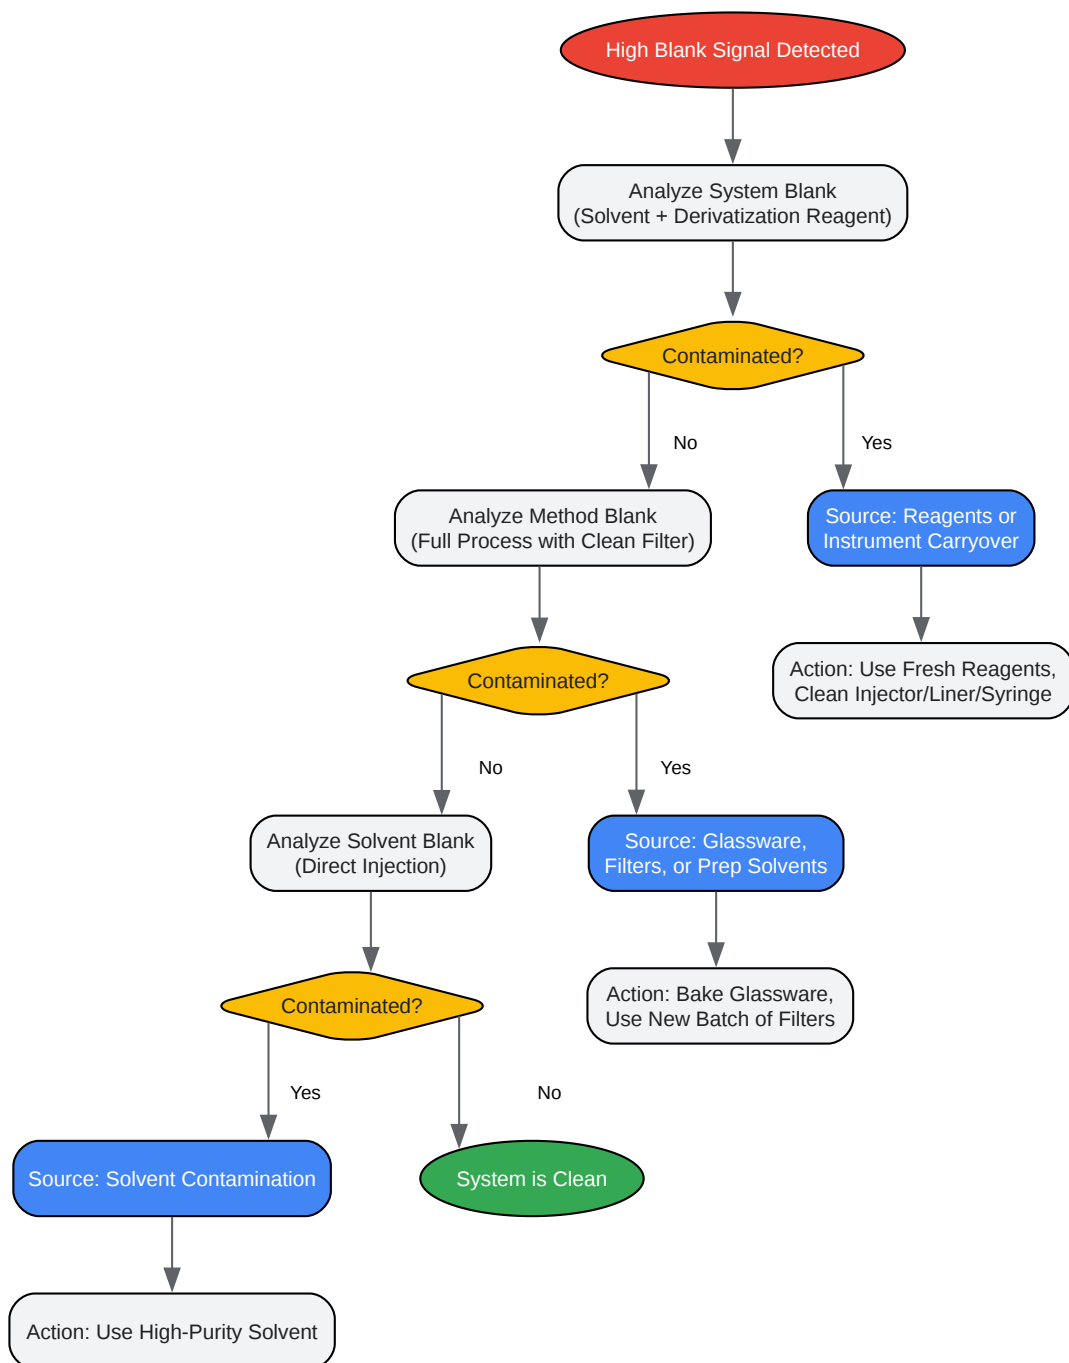 High Blank Signal Detected
Analyze System Blank
(Solvent + Derivatization Reagent)
Contaminated?
No
Yes
Analyze Method Blank
(Full Process with Clean Filter)
Source: Reagents or
Instrument Carryover
Contaminated?
Action: Use Fresh Reagents,
Clean Injector/Liner/Syringe
No
Yes
Analyze Solvent Blank
(Direct Injection)
Source: Glassware,
Filters, or Prep Solvents
Contaminated?
Action: Bake Glassware,
Use New Batch of Filters
Yes
No
Source: Solvent Contamination
System is Clean
Action: Use High-Purity Solvent